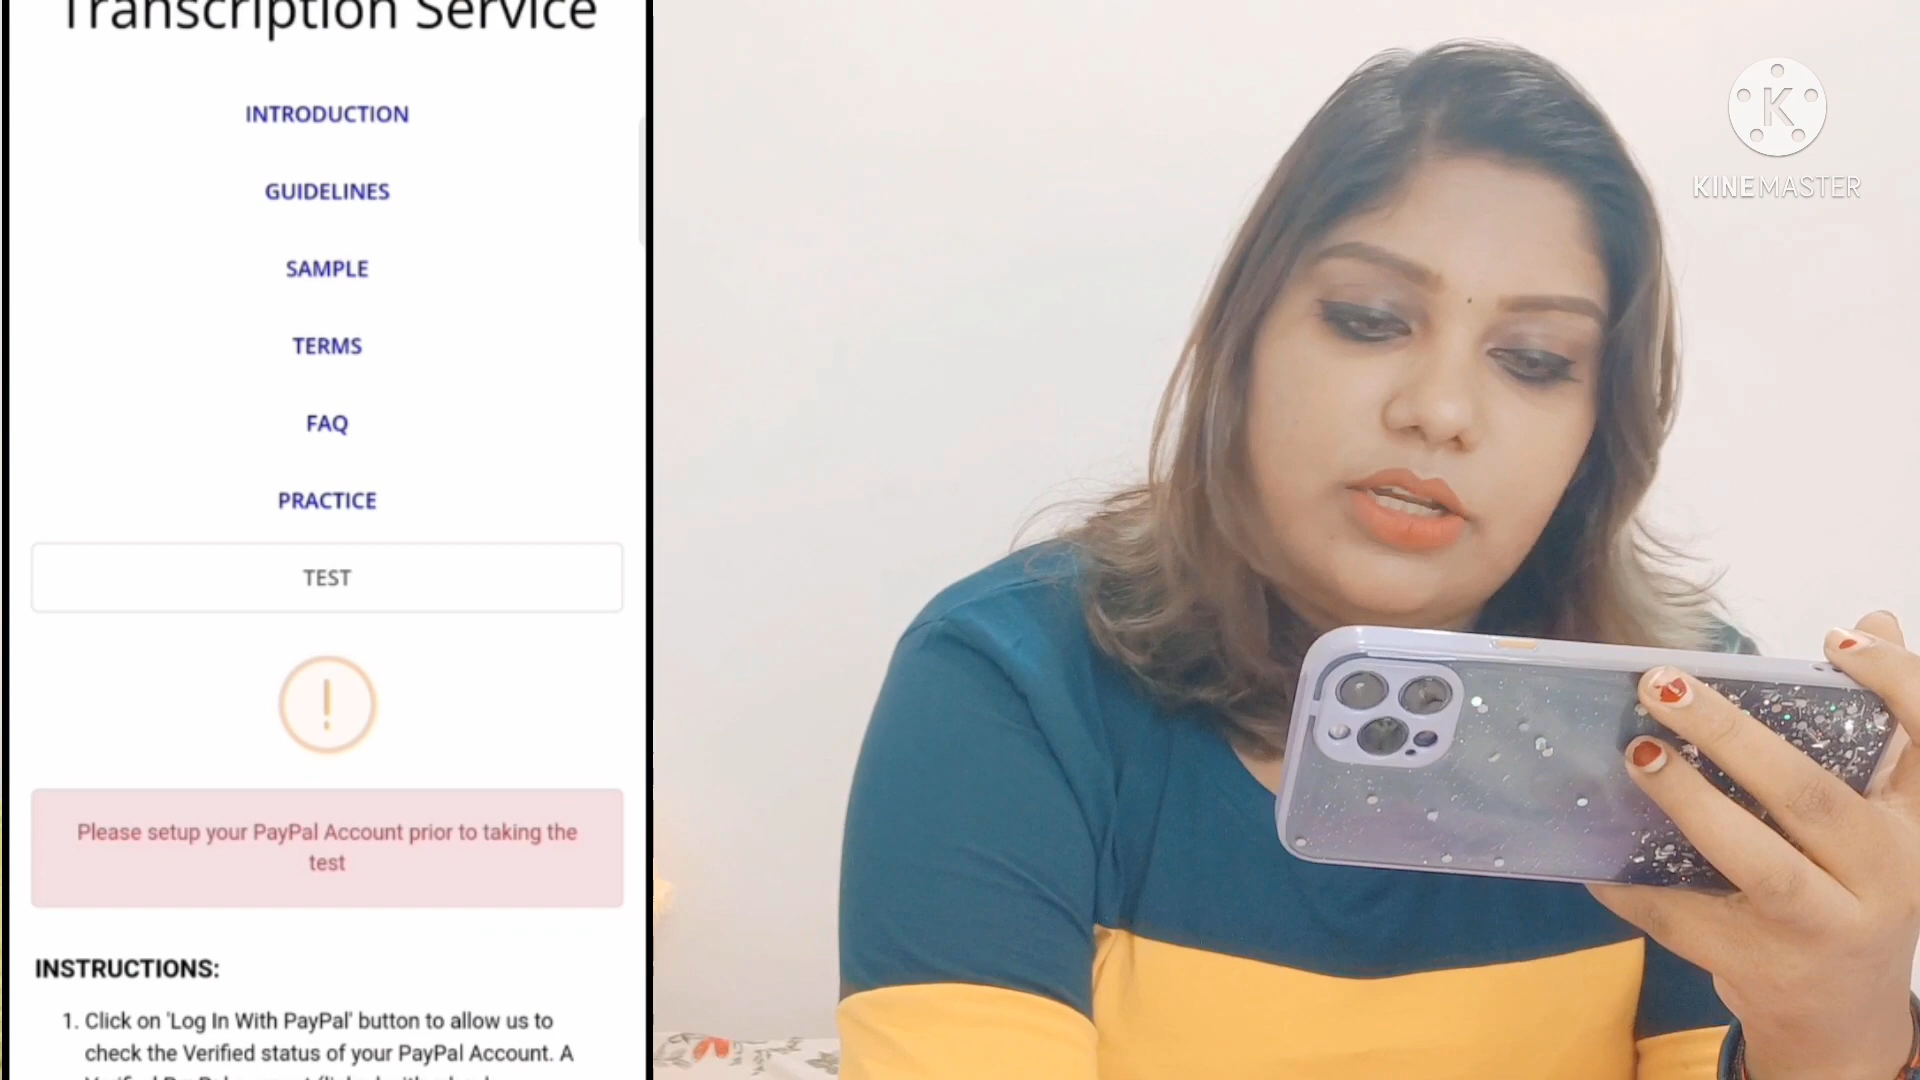 Transcription Service
INTRODUCTION
GUIDELINES
SAMPLE
TERMS
FAQ
PRACTICE
TEST
Please setup your PayPal Account prior to taking the
test
INSTRUCTIONS:
1. Click on 'Log In With PayPal' button to allow us to
check the Verified status of your PayPal Account. A
K
KINEMASTER